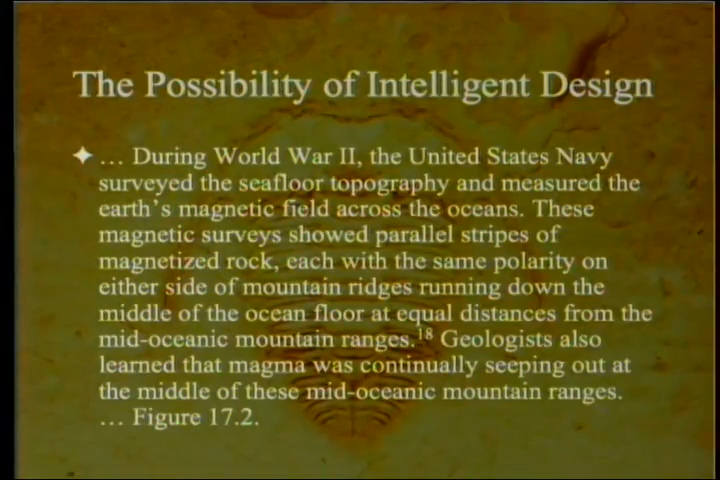 The Possibility of Intelligent Design
… During World War II, the United States Navy
surveyed the seafloor topography and measured the
earth's magnetic field across the oceans. These
magnetic surveys showed parallel stripes of
magnetized rock, each with the same polarity on
either side of mountain ridges running down the
middle of the ocean floor at equal distances from the
mid-oceanic mountain ranges.18 Geologists also
learned that magma was continually seeping out at
the middle of these mid-oceanic mountain ranges.
… Figure 17.2.